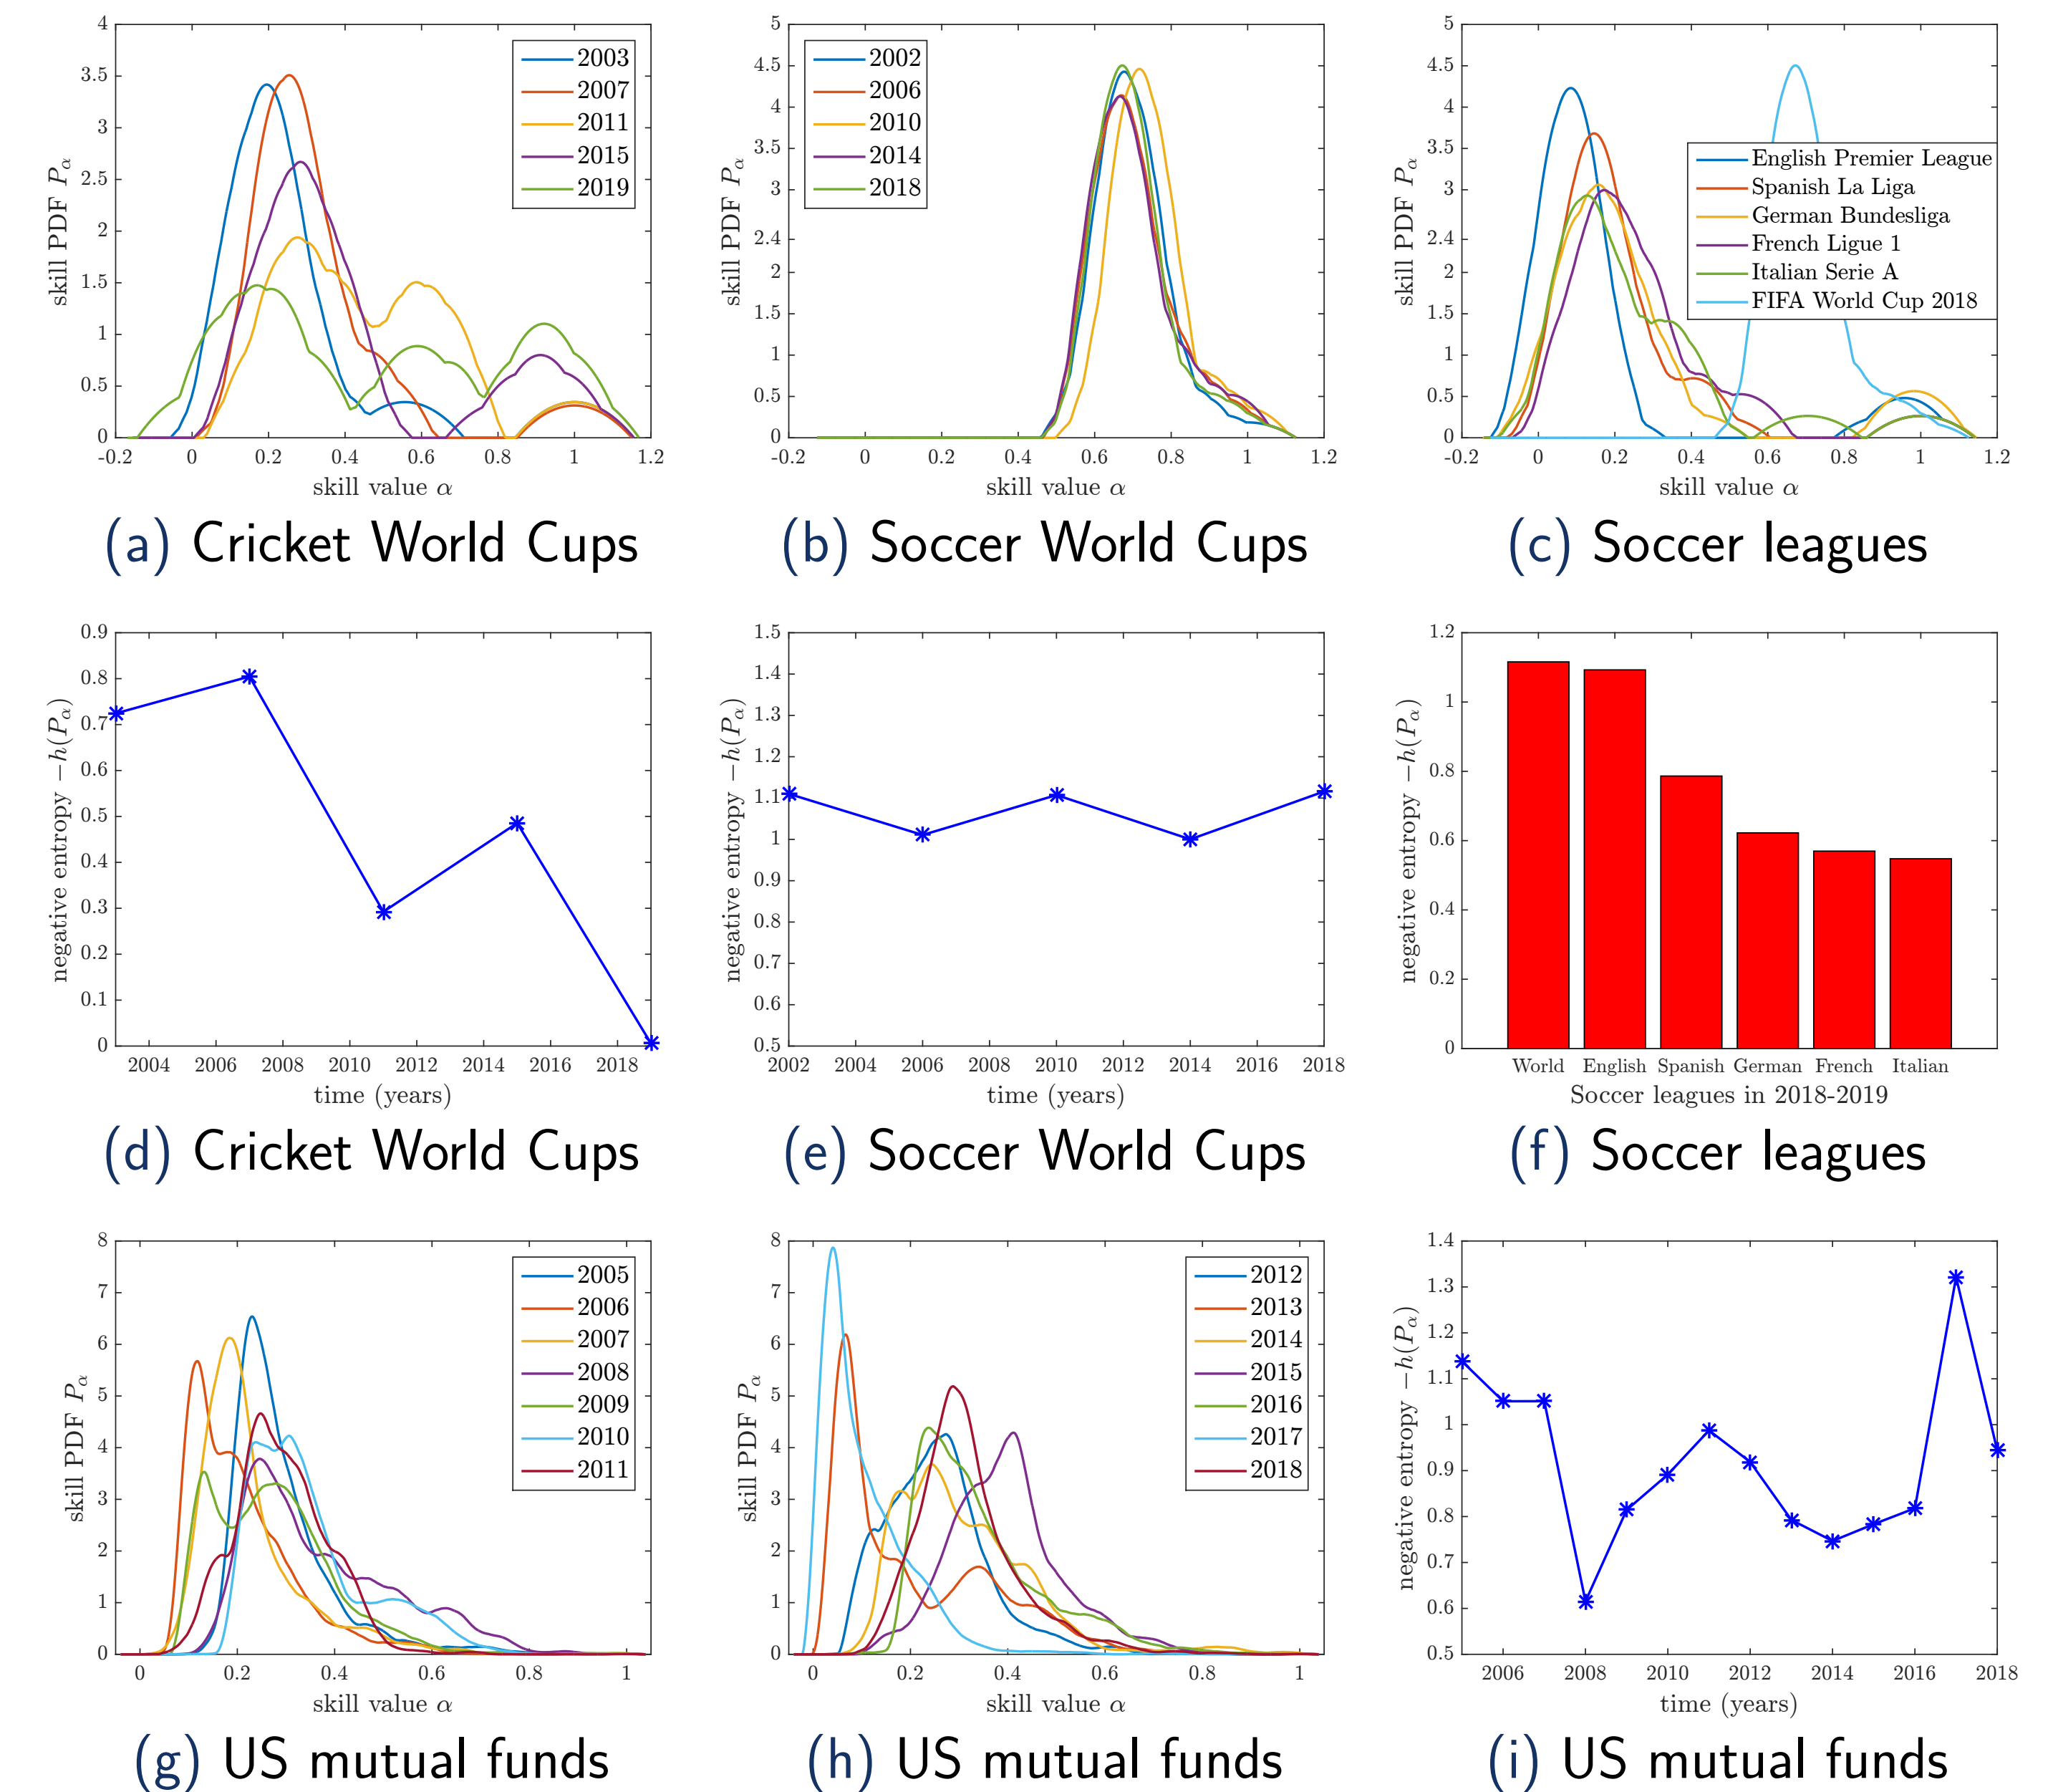 4
3.5
3
2.5
2
1.5
1
0.5
0
-0.2 0 0.2 0.4 0.6 0.8 1 1.2
skill PDF Pα
skill value α
2003
2007
2011
2015
2019
(a) Cricket World Cups
5
4.5
4
3.5
3
2.4
2
1.5
1
0.5
0
-0.2 0 0.2 0.4 0.6 0.8 1 1.2
skill PDF Pα
skill value α
2002
2006
2010
2014
2018
(b) Soccer World Cups
5
4.5
4
3.5
3
2.4
2
1.5
1
0.5
0
-0.2 0 0.2 0.4 0.6 0.8 1 1.2
skill PDF Pα
skill value α
English Premier League
Spanish La Liga
German Bundesliga
French Ligue 1
Italian Serie A
FIFA World Cup 2018
(c) Soccer leagues
0.9
0.8
0.7
0.6
0.5
0.4
0.3
0.2
0.1
0
2004 2006 2008 2010 2012 2014 2016 2018
negative entropy −h(Pα)
time (years)
(d) Cricket World Cups
1.5
1.4
1.3
1.2
1.1
1
0.9
0.8
0.7
0.6
0.5
2002 2004 2006 2008 2010 2012 2014 2016 2018
negative entropy −h(Pα)
time (years)
(e) Soccer World Cups
1.2
1
0.8
0.6
0.4
0.2
0
World English Spanish German French Italian
negative entropy −h(Pα)
Soccer leagues in 2018-2019
(f) Soccer leagues
8
7
6
5
4
3
2
1
0
0 0.2 0.4 0.6 0.8 1
skill PDF Pα
skill value α
2005
2006
2007
2008
2009
2010
2011
(g) US mutual funds
8
7
6
5
4
3
2
1
0
0 0.2 0.4 0.6 0.8 1
skill PDF Pα
skill value α
2012
2013
2014
2015
2016
2017
2018
(h) US mutual funds
1.4
1.3
1.2
1.1
1
0.9
0.8
0.7
0.6
0.5
2006 2008 2010 2012 2014 2016 2018
negative entropy −h(Pα)
time (years)
(i) US mutual funds